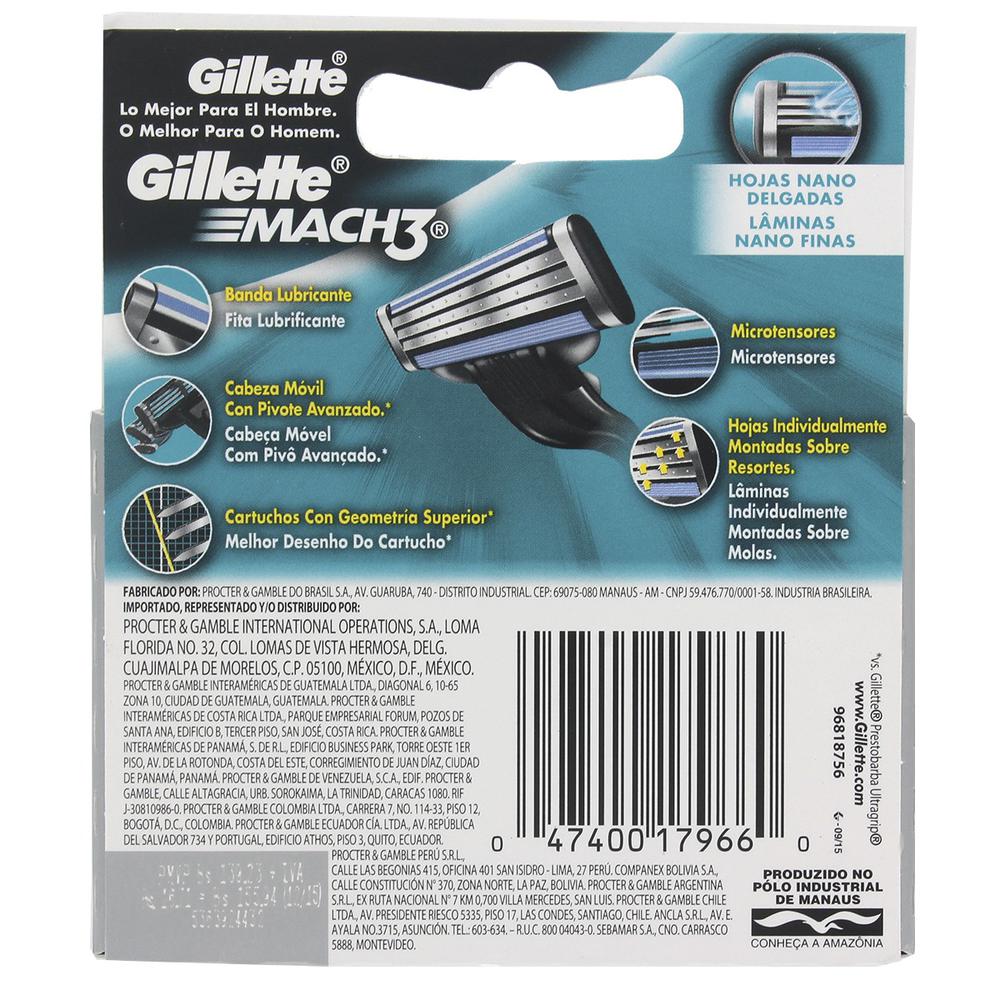 Gillette®
Lo Mejor Para El Hombre.
O Melhor Para O Homem.
Gillette®
MACH3®
HOJAS NANO
DELGADAS
LÂMINAS
NANO FINAS
Banda Lubricante
Fita Lubrificante
Cabeza Móvil
Con Pivote Avanzado.*
Cabeça Móvel
Com Pivô Avançado.*
Cartuchos Con Geometría Superior*
Melhor Desenho Do Cartucho*
Microtensores
Microtensores
Hojas Individualmente
Montadas Sobre
Resortes.
Lâminas
Individualmente
Montadas Sobre
Molas.
FABRICADO POR: PROCTER & GAMBLE DO BRASIL S.A., AV. GUARUBA, 740 - DISTRITO INDUSTRIAL. CEP: 69075-080 MANAUS - AM - CNPJ 59.476.770/0001-58. INDUSTRIA BRASILEIRA.
IMPORTADO, REPRESENTADO Y/O DISTRIBUIDO POR:
PROCTER & GAMBLE INTERNATIONAL OPERATIONS, S.A., LOMA
FLORIDA NO. 32, COL. LOMAS DE VISTA HERMOSA, DELG.
CUAJIMALPA DE MORELOS, C.P. 05100, MÉXICO, D.F., MÉXICO.
PROCTER & GAMBLE INTERAMÉRICAS DE GUATEMALA LTDA., DIAGONAL 6, 10-65
ZONA 10, CIUDAD DE GUATEMALA, GUATEMALA. PROCTER & GAMBLE
INTERAMÉRICAS DE COSTA RICA LTDA., PARQUE EMPRESARIAL FORUM, POZOS DE
SANTA ANA, EDIFICIO B, TERCER PISO, SAN JOSÉ, COSTA RICA. PROCTER & GAMBLE
INTERAMÉRICAS DE PANAMÁ, S. DE R.L., EDIFICIO BUSINESS PARK, TORRE OESTE 1ER
PISO, AV. DE LA ROTONDA, COSTA DEL ESTE, CORREGIMIENTO DE JUAN DÍAZ, CIUDAD
DE PANAMÁ, PANAMÁ. PROCTER & GAMBLE DE VENEZUELA, S.C.A., EDIF. PROCTER &
GAMBLE, CALLE ALTAGRACIA, URB. SOROKAIMA, LA TRINIDAD, CARACAS 1080. RIF
J-30810986-0. PROCTER & GAMBLE COLOMBIA LTDA., CARRERA 7, NO. 114-33, PISO 12,
BOGOTÁ, D.C., COLOMBIA. PROCTER & GAMBLE ECUADOR CÍA. LTDA., AV. REPÚBLICA
DEL SALVADOR 734 Y PORTUGAL, EDIFICIO ATHOS, PISO 3, QUITO, ECUADOR.
PROCTER & GAMBLE PERÚ S.R.L.,
CALLE LAS BEGONIAS 415, OFICINA 401 SAN ISIDRO - LIMA, 27 PERÚ. COMPANEX BOLIVIA S.A.,
CALLE CONSTITUCIÓN N° 370, ZONA NORTE, LA PAZ, BOLIVIA. PROCTER & GAMBLE ARGENTINA
S.R.L., EX RUTA NACIONAL N° 7 KM 0,700 VILLA MERCEDES, SAN LUIS. PROCTER & GAMBLE CHILE
LTDA., AV. PRESIDENTE RIESCO 5335, PISO 17, LAS CONDES, SANTIAGO, CHILE. ANCLA S.R.L., AV. E.
AYALA NO.3715, ASUNCIÓN. TEL.: 603-634. – R.U.C. 800 04043-0. SEBAMAR S.A., CNO. CARRASCO
5888, MONTEVIDEO.
PMVP Bs 139,23 + IVA
= Bs 155,94 (12/15)
0 47400 17966 0
*vs. Gillette® Prestobarba Ultragrip®
www.Gillette.com
96818756
-09/15
PRODUZIDO NO
PÓLO INDUSTRIAL
DE MANAUS
CONHEÇA A AMAZÔNIA